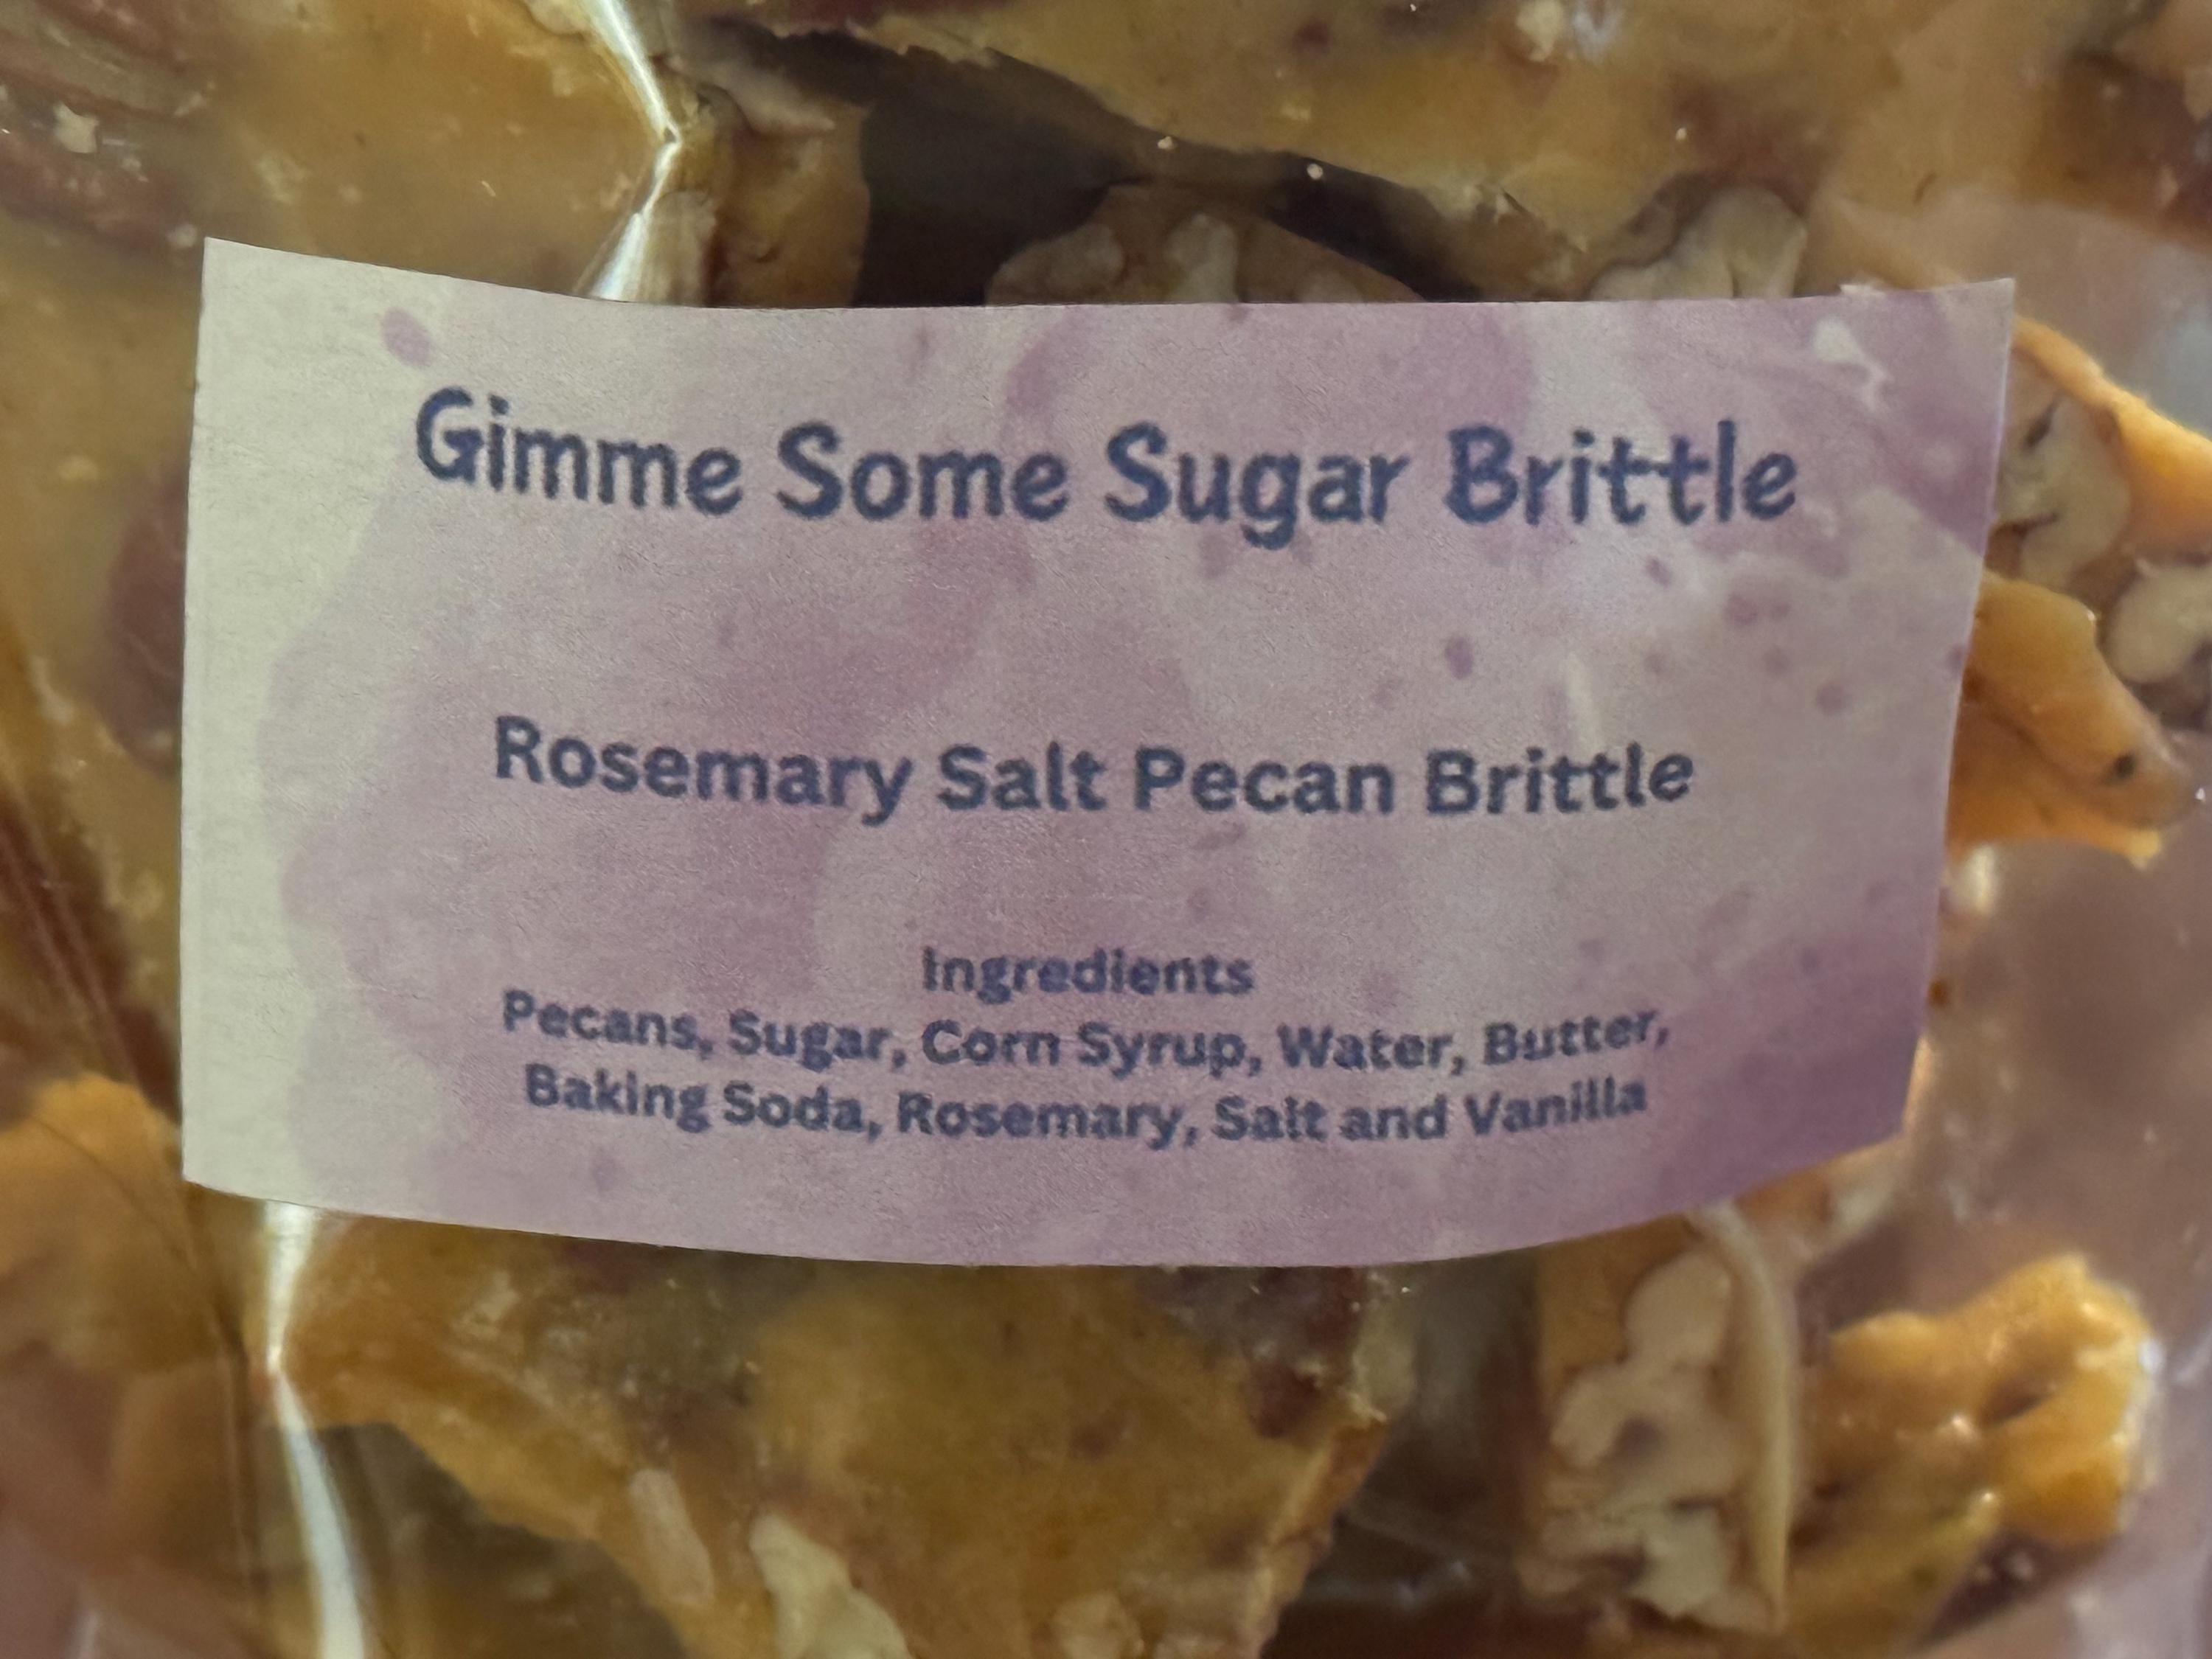 Gimme Some Sugar Brittle
Rosemary Salt Pecan Brittle
Ingredients
Pecans, Sugar, Corn Syrup, Water, Butter,
Baking Soda, Rosemary, Salt and Vanilla